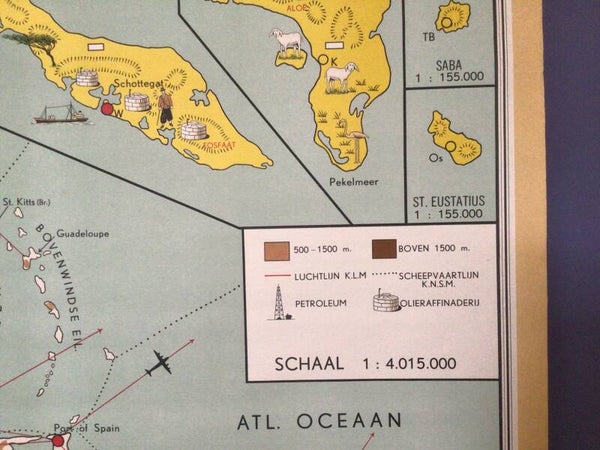 ALOE
TB
SABA
1 : 155.000
K
Schottegat
W
FOSFAAT
Os
Pekelmeer
ST. EUSTATIUS
1 : 155.000
St. Kitts (Br.)
Guadeloupe
BOVENWINDSE EIL.
500-1500 m.
BOVEN 1500 m.
LUCHTLIJN K.L.M
SCHEEPVAARTLIJN
K.N.S.M.
PETROLEUM
OLIERAFFINADERIJ
SCHAAL 1 : 4.015.000
ATL. OCEAAN
Port of Spain